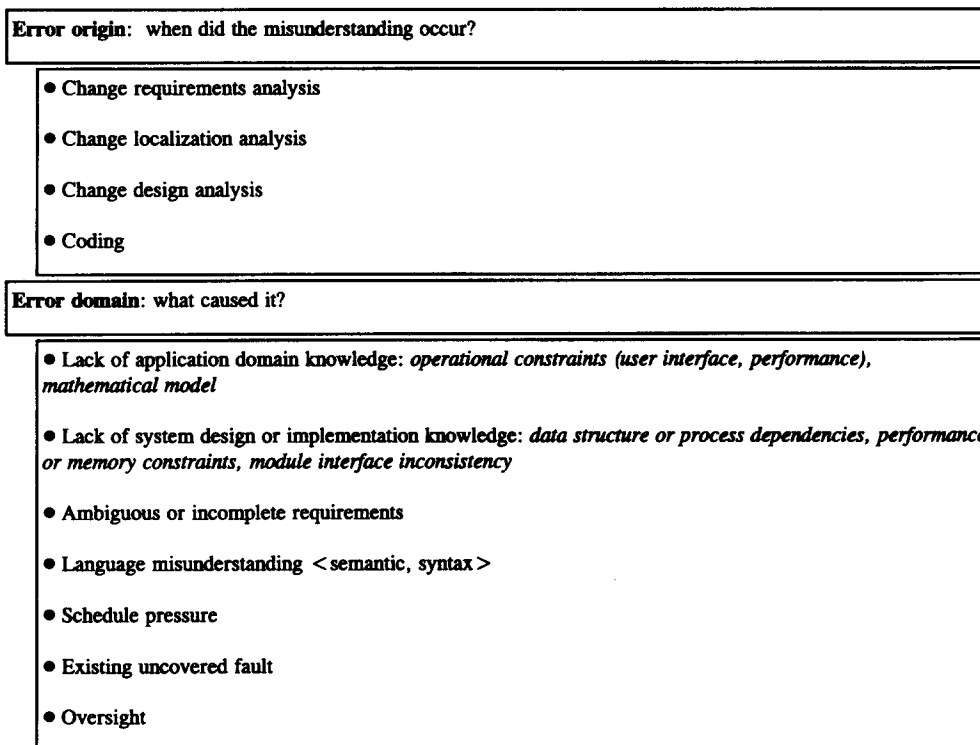 Error origin: when did the misunderstanding occur?
● Change requirements analysis
● Change localization analysis
● Change design analysis
● Coding
Error domain: what caused it?
● Lack of application domain knowledge: operational constraints (user interface, performance),
mathematical model
● Lack of system design or implementation knowledge: data structure or process dependencies, performance
or memory constraints, module interface inconsistency
● Ambiguous or incomplete requirements
● Language misunderstanding <semantic, syntax>
● Schedule pressure
● Existing uncovered fault
● Oversight